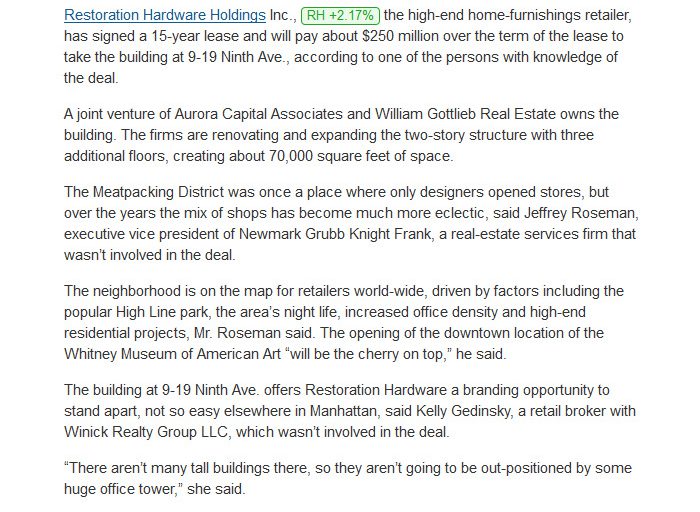 Restoration Hardware Holdings Inc., RH +2.17% the high-end home-furnishings retailer,
has signed a 15-year lease and will pay about $250 million over the term of the lease to
take the building at 9-19 Ninth Ave., according to one of the persons with knowledge of
the deal.
A joint venture of Aurora Capital Associates and William Gottlieb Real Estate owns the
building. The firms are renovating and expanding the two-story structure with three
additional floors, creating about 70,000 square feet of space.
The Meatpacking District was once a place where only designers opened stores, but
over the years the mix of shops has become much more eclectic, said Jeffrey Roseman,
executive vice president of Newmark Grubb Knight Frank, a real-estate services firm that
wasn’t involved in the deal.
The neighborhood is on the map for retailers world-wide, driven by factors including the
popular High Line park, the area’s night life, increased office density and high-end
residential projects, Mr. Roseman said. The opening of the downtown location of the
Whitney Museum of American Art “will be the cherry on top,” he said.
The building at 9-19 Ninth Ave. offers Restoration Hardware a branding opportunity to
stand apart, not so easy elsewhere in Manhattan, said Kelly Gedinsky, a retail broker with
Winick Realty Group LLC, which wasn’t involved in the deal.
“There aren’t many tall buildings there, so they aren’t going to be out-positioned by some
huge office tower,” she said.